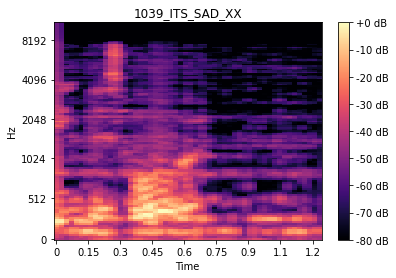 1039_ITS_SAD_XX
8192
4096
2048
1024
512
0
Hz
0 0.15 0.3 0.45 0.6 0.75 0.9 1.1 1.2
Time
+0 dB
-10 dB
-20 dB
-30 dB
-40 dB
-50 dB
-60 dB
-70 dB
-80 dB